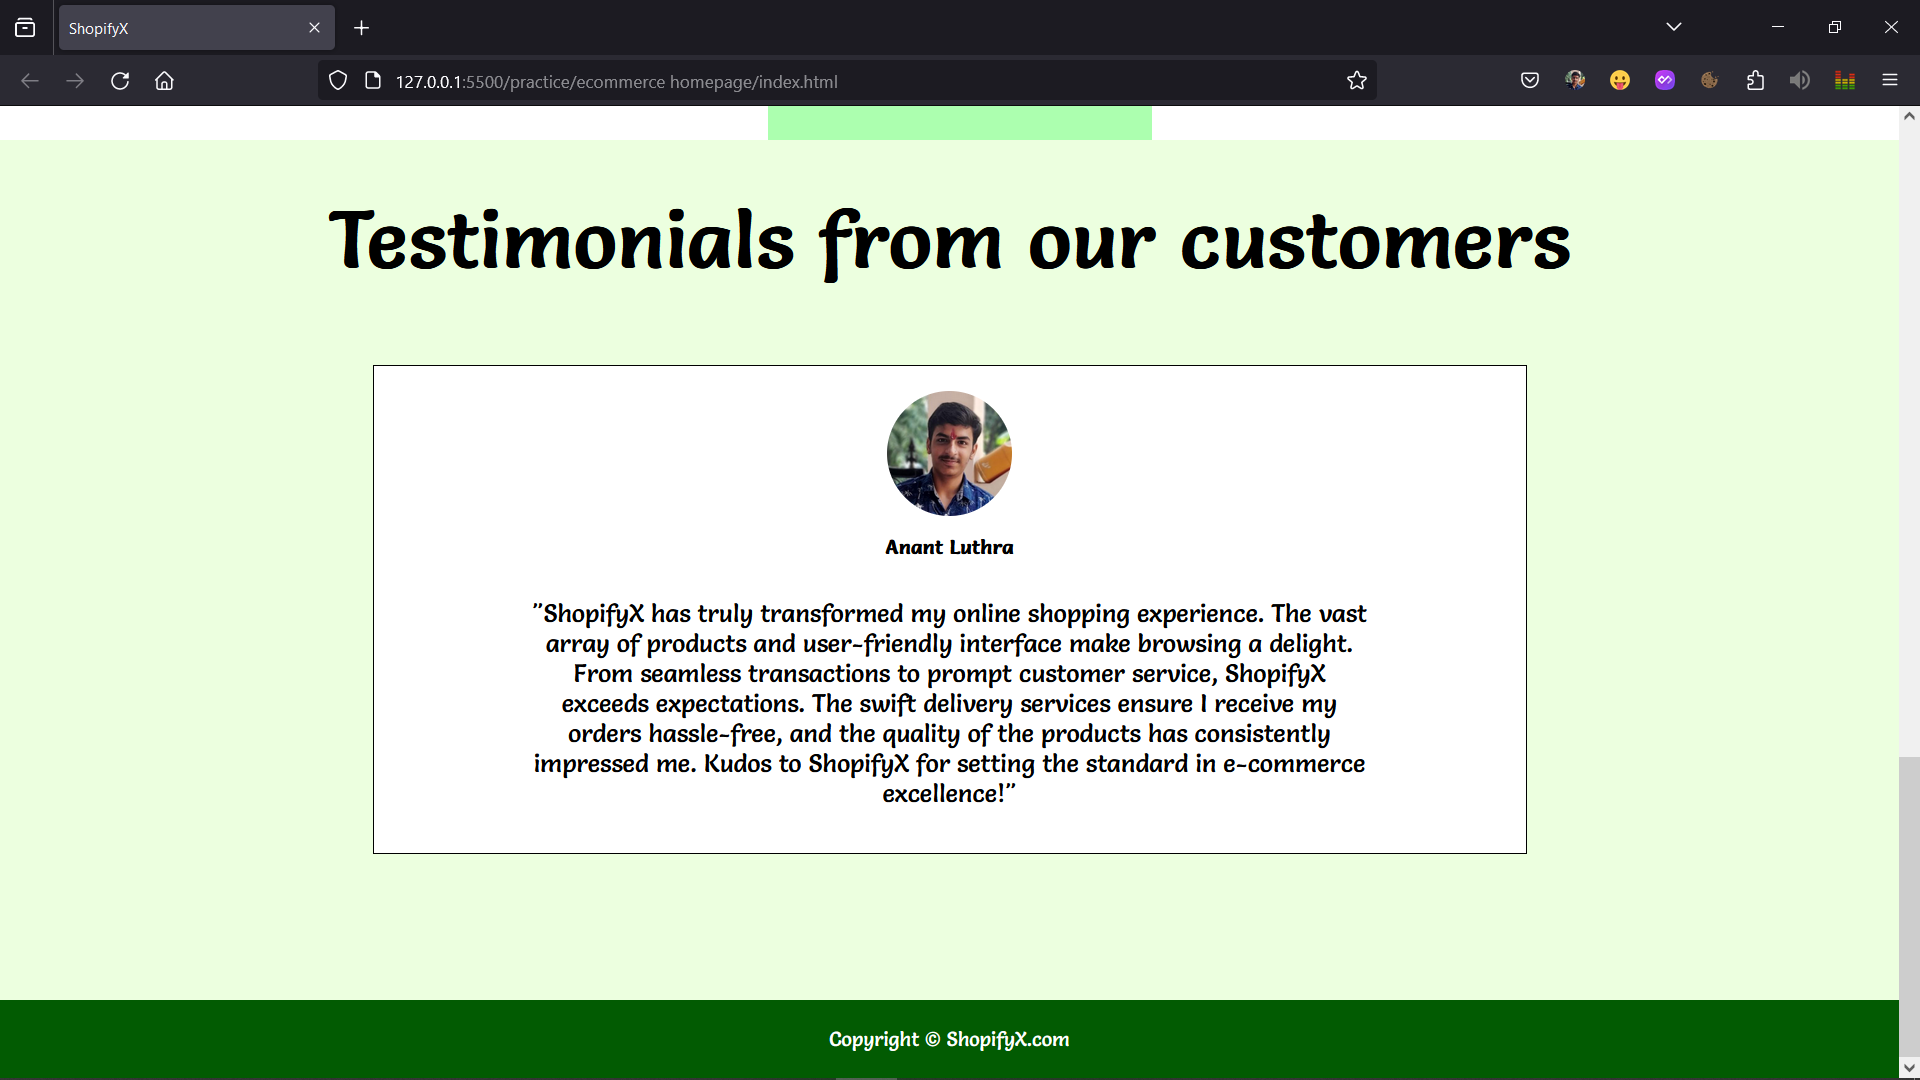 ShopifyX
127.0.0.1:5500/practice/ecommerce homepage/index.html
Testimonials from our customers
Anant Luthra
"ShopifyX has truly transformed my online shopping experience. The vast
array of products and user-friendly interface make browsing a delight.
From seamless transactions to prompt customer service, ShopifyX
exceeds expectations. The swift delivery services ensure I receive my
orders hassle-free, and the quality of the products has consistently
impressed me. Kudos to ShopifyX for setting the standard in e-commerce
excellence!"
Copyright © ShopifyX.com